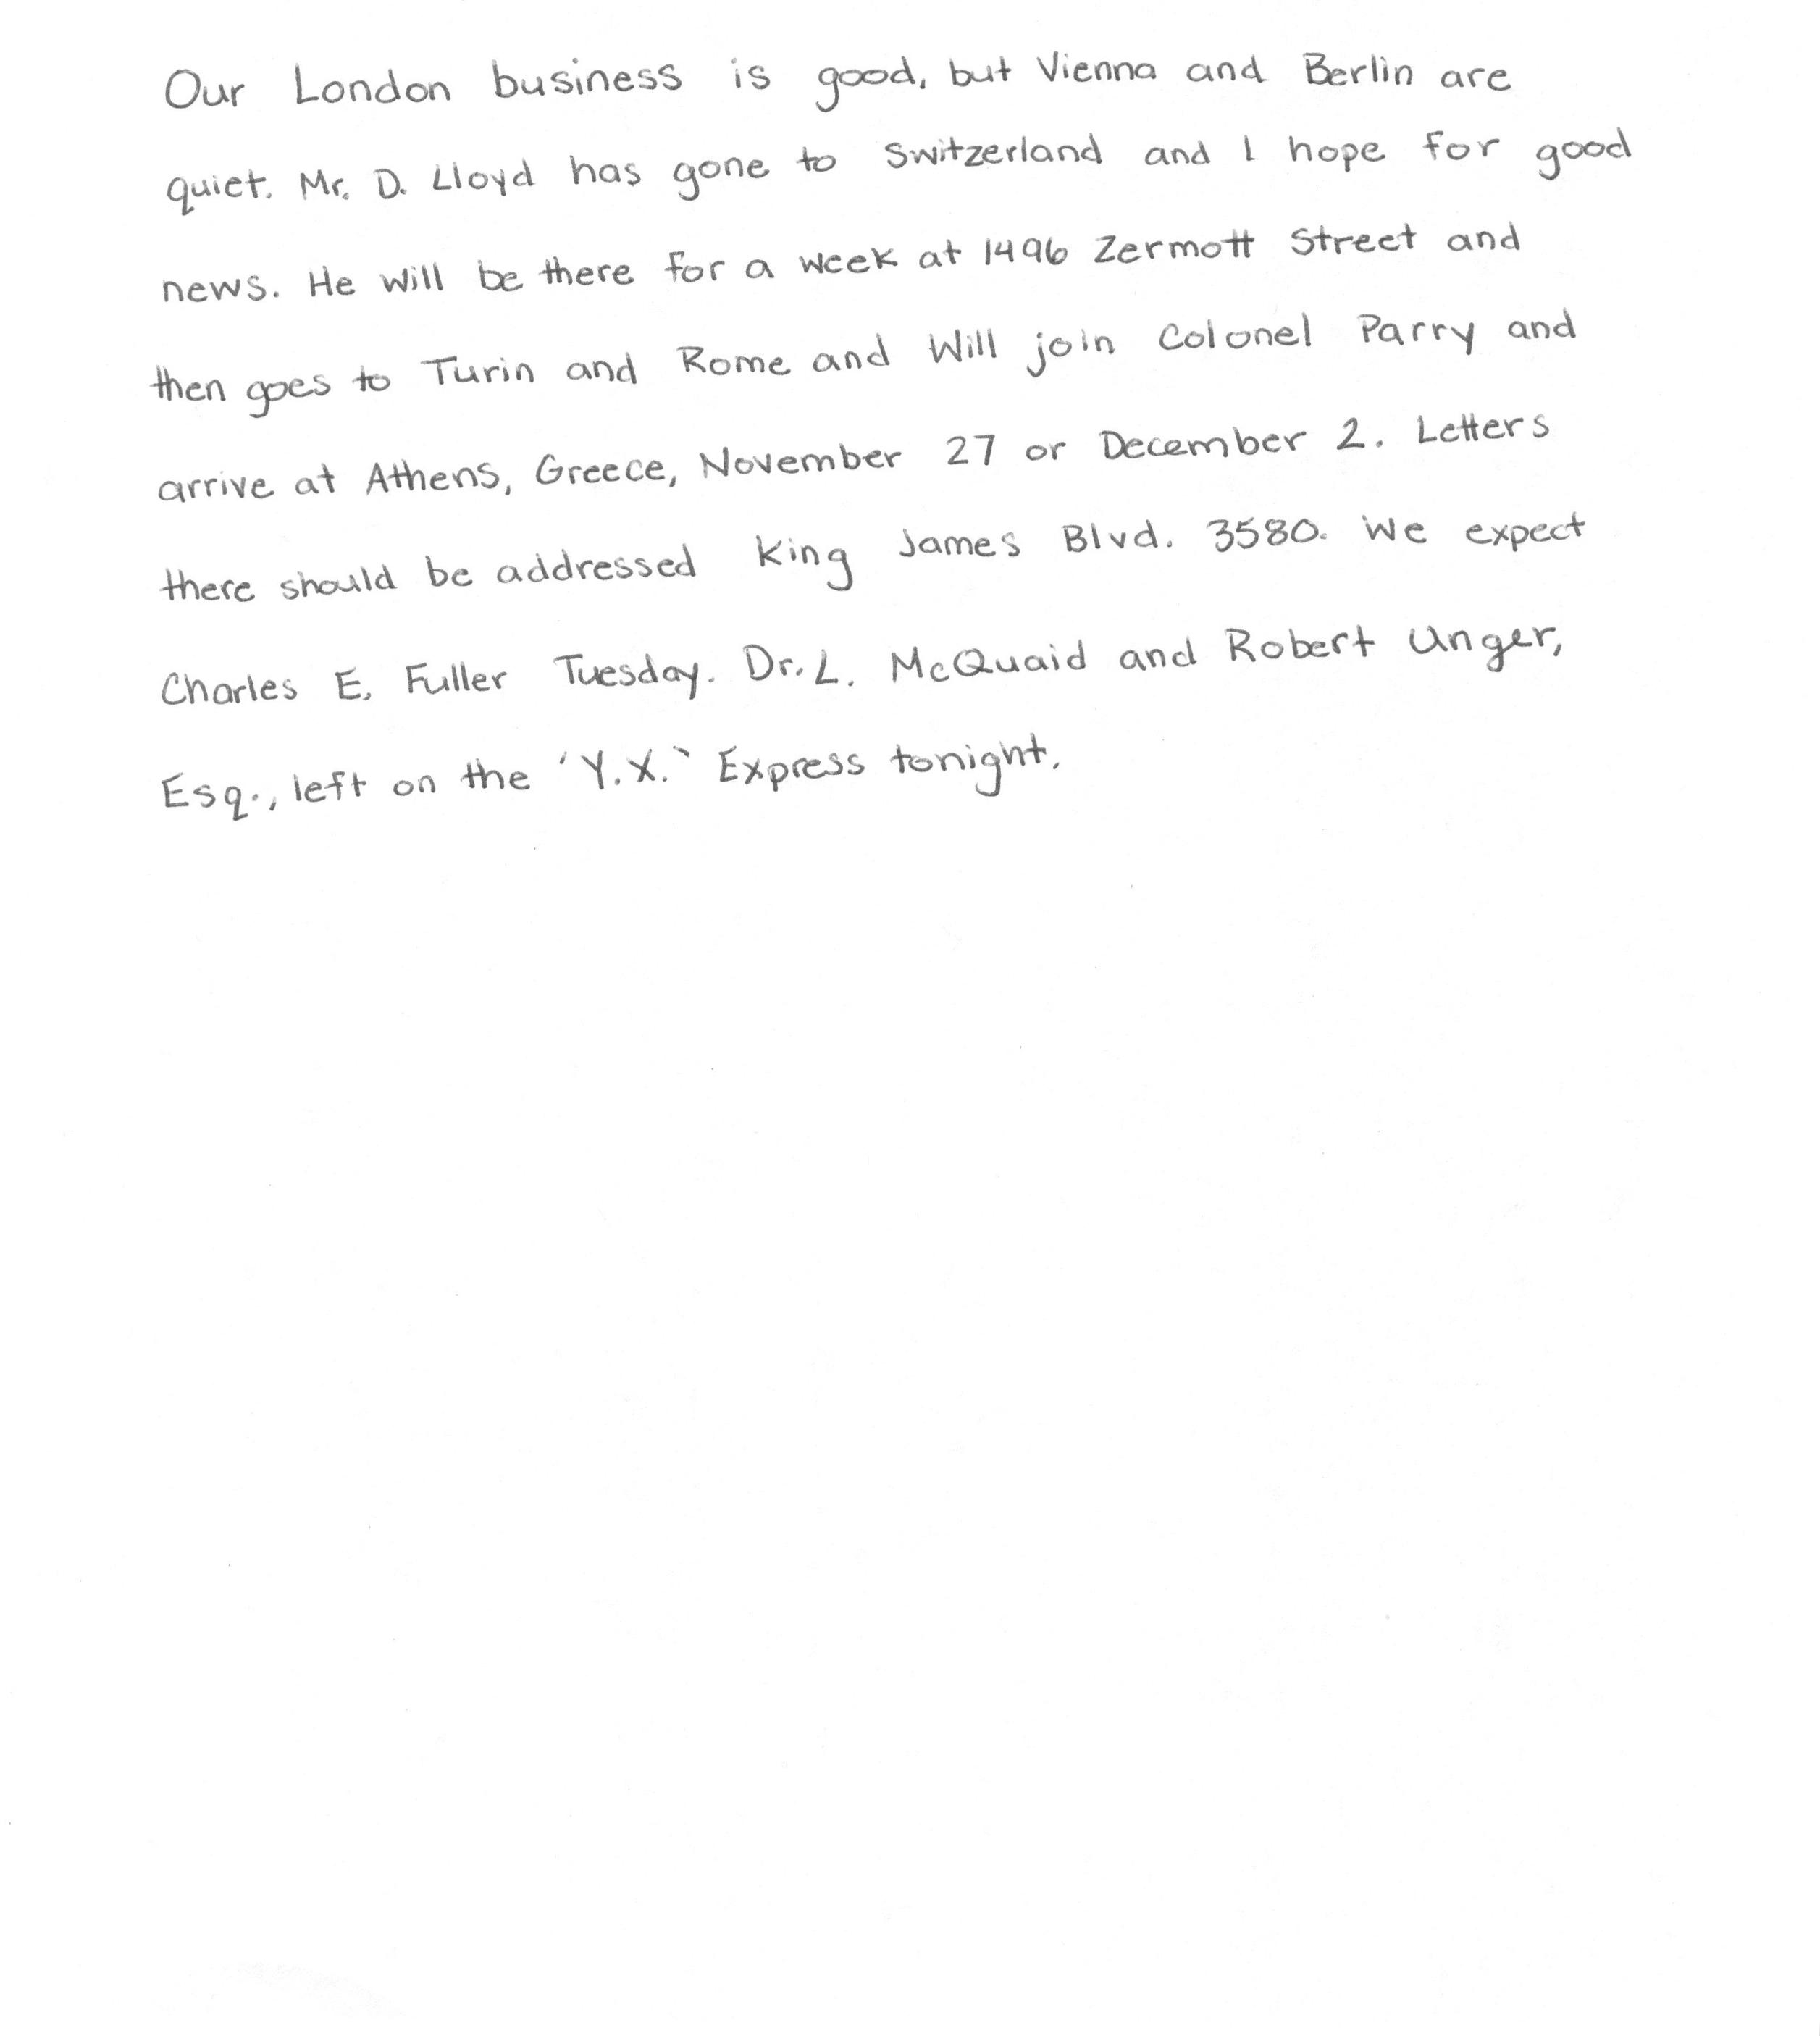 Our London business is good, but Vienna and Berlin are
quiet. Mr. D. Lloyd has gone to Switzerland and I hope for good
news. He will be there for a week at 1496 Zermott Street and
then goes to Turin and Rome and Will join Colonel Parry and
arrive at Athens, Greece, November 27 or December 2. Letters
there should be addressed King James Blvd. 3580. We expect
Charles E. Fuller Tuesday. Dr. L. McQuaid and Robert Unger,
Esq., left on the 'Y.X.` Express tonight.